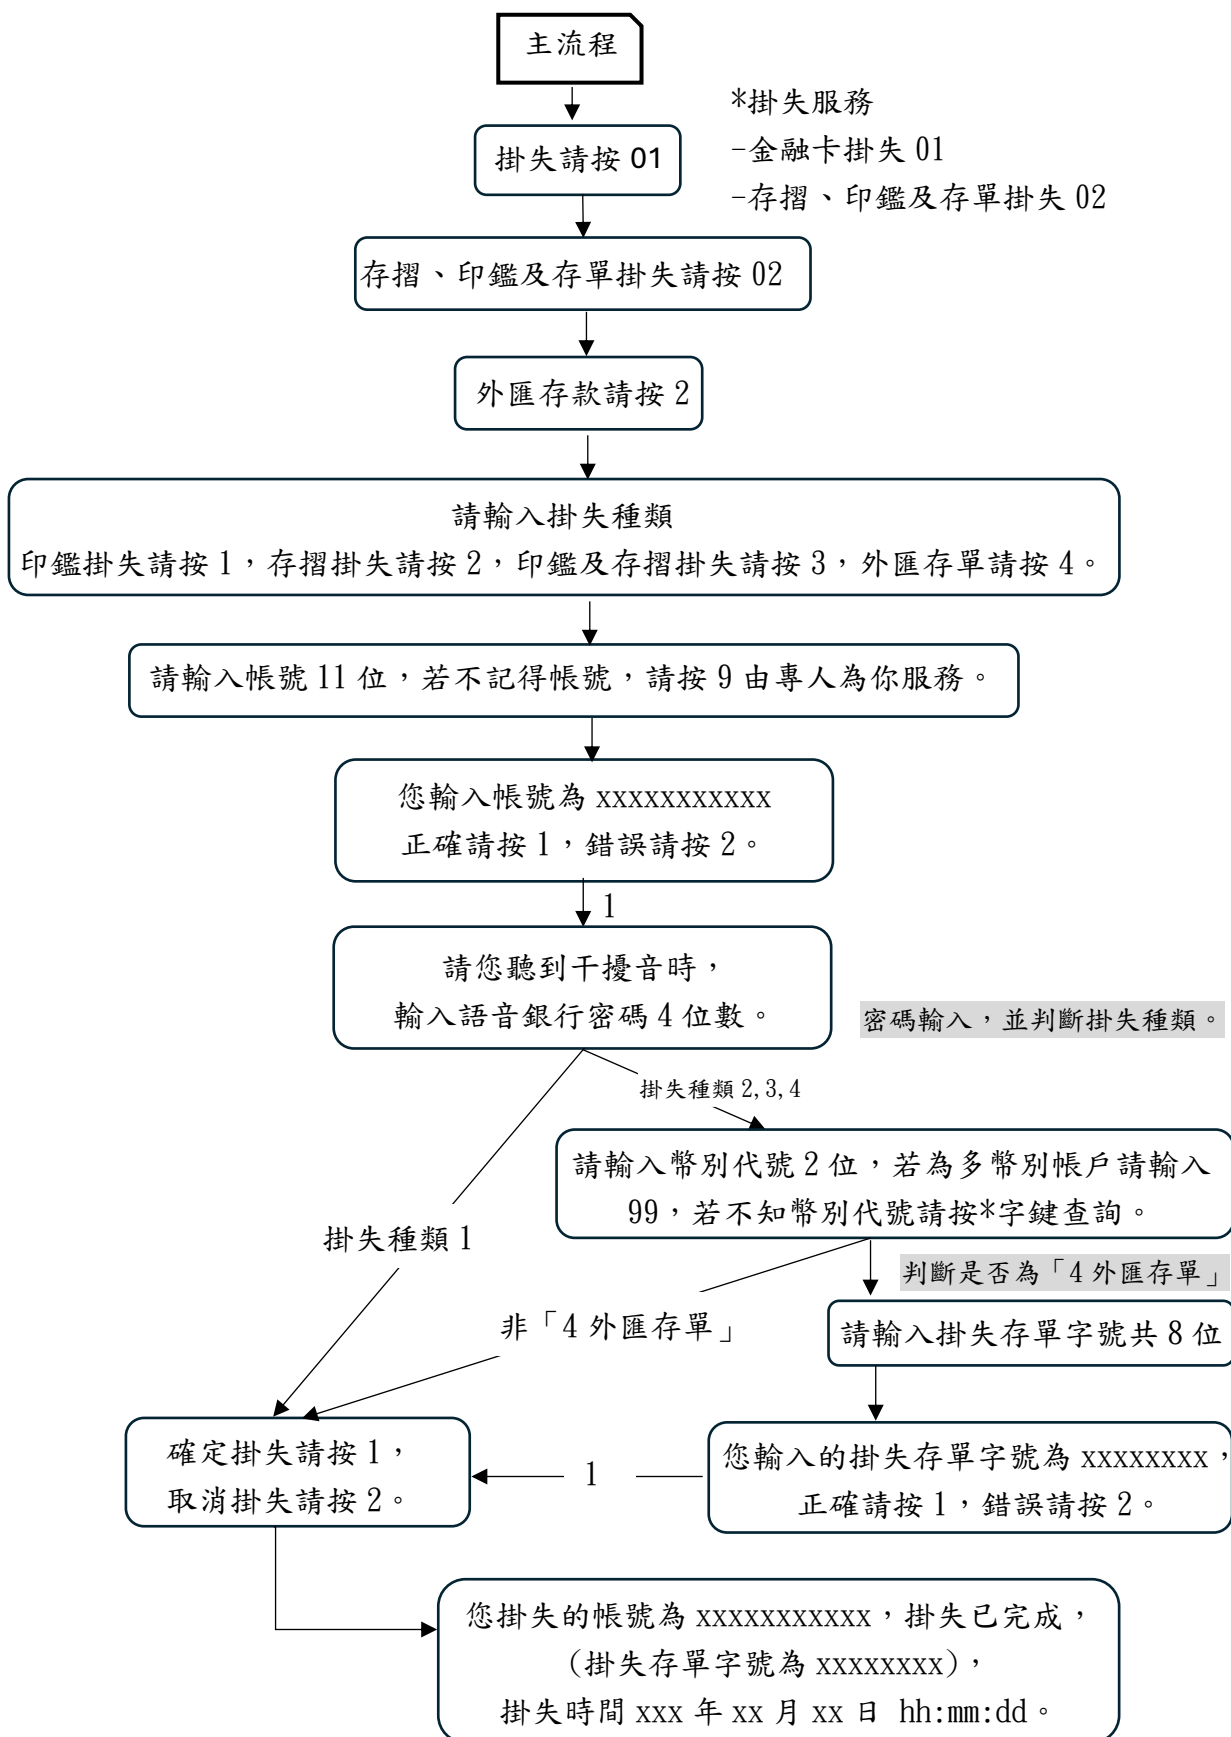 主流程
*掛失服務
-金融卡掛失 01
-存摺、印鑑及存單掛失 02
掛失請按 01
存摺、印鑑及存單掛失請按 02
外匯存款請按 2
請輸入掛失種類
印鑑掛失請按 1，存摺掛失請按 2，印鑑及存摺掛失請按 3，外匯存單請按 4。
請輸入帳號 11 位，若不記得帳號，請按 9 由專人為你服務。
您輸入帳號為 xxxxxxxxxxx
正確請按 1，錯誤請按 2。
1
請您聽到干擾音時，
輸入語音銀行密碼 4 位數。
密碼輸入，並判斷掛失種類。
掛失種類 2,3,4
請輸入幣別代號 2 位，若為多幣別帳戶請輸入
99，若不知幣別代號請按*字鍵查詢。
掛失種類 1
判斷是否為「4 外匯存單」
非「4 外匯存單」
請輸入掛失存單字號共 8 位
確定掛失請按 1，
取消掛失請按 2。
1
您輸入的掛失存單字號為 xxxxxxxx，
正確請按 1，錯誤請按 2。
您掛失的帳號為 xxxxxxxxxxx，掛失已完成，
(掛失存單字號為 xxxxxxxx)，
掛失時間 xxx 年 xx 月 xx 日 hh:mm:dd。